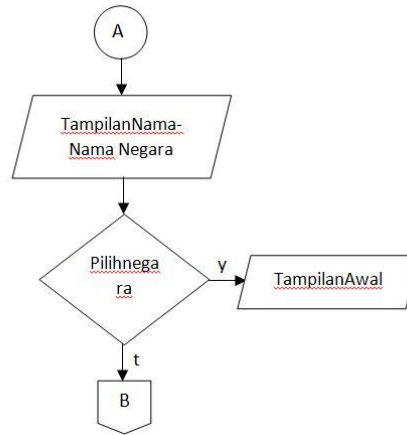 A
TampilanNama-
Nama Negara
Pilihnega
ra
y
TampilanAwal
t
B